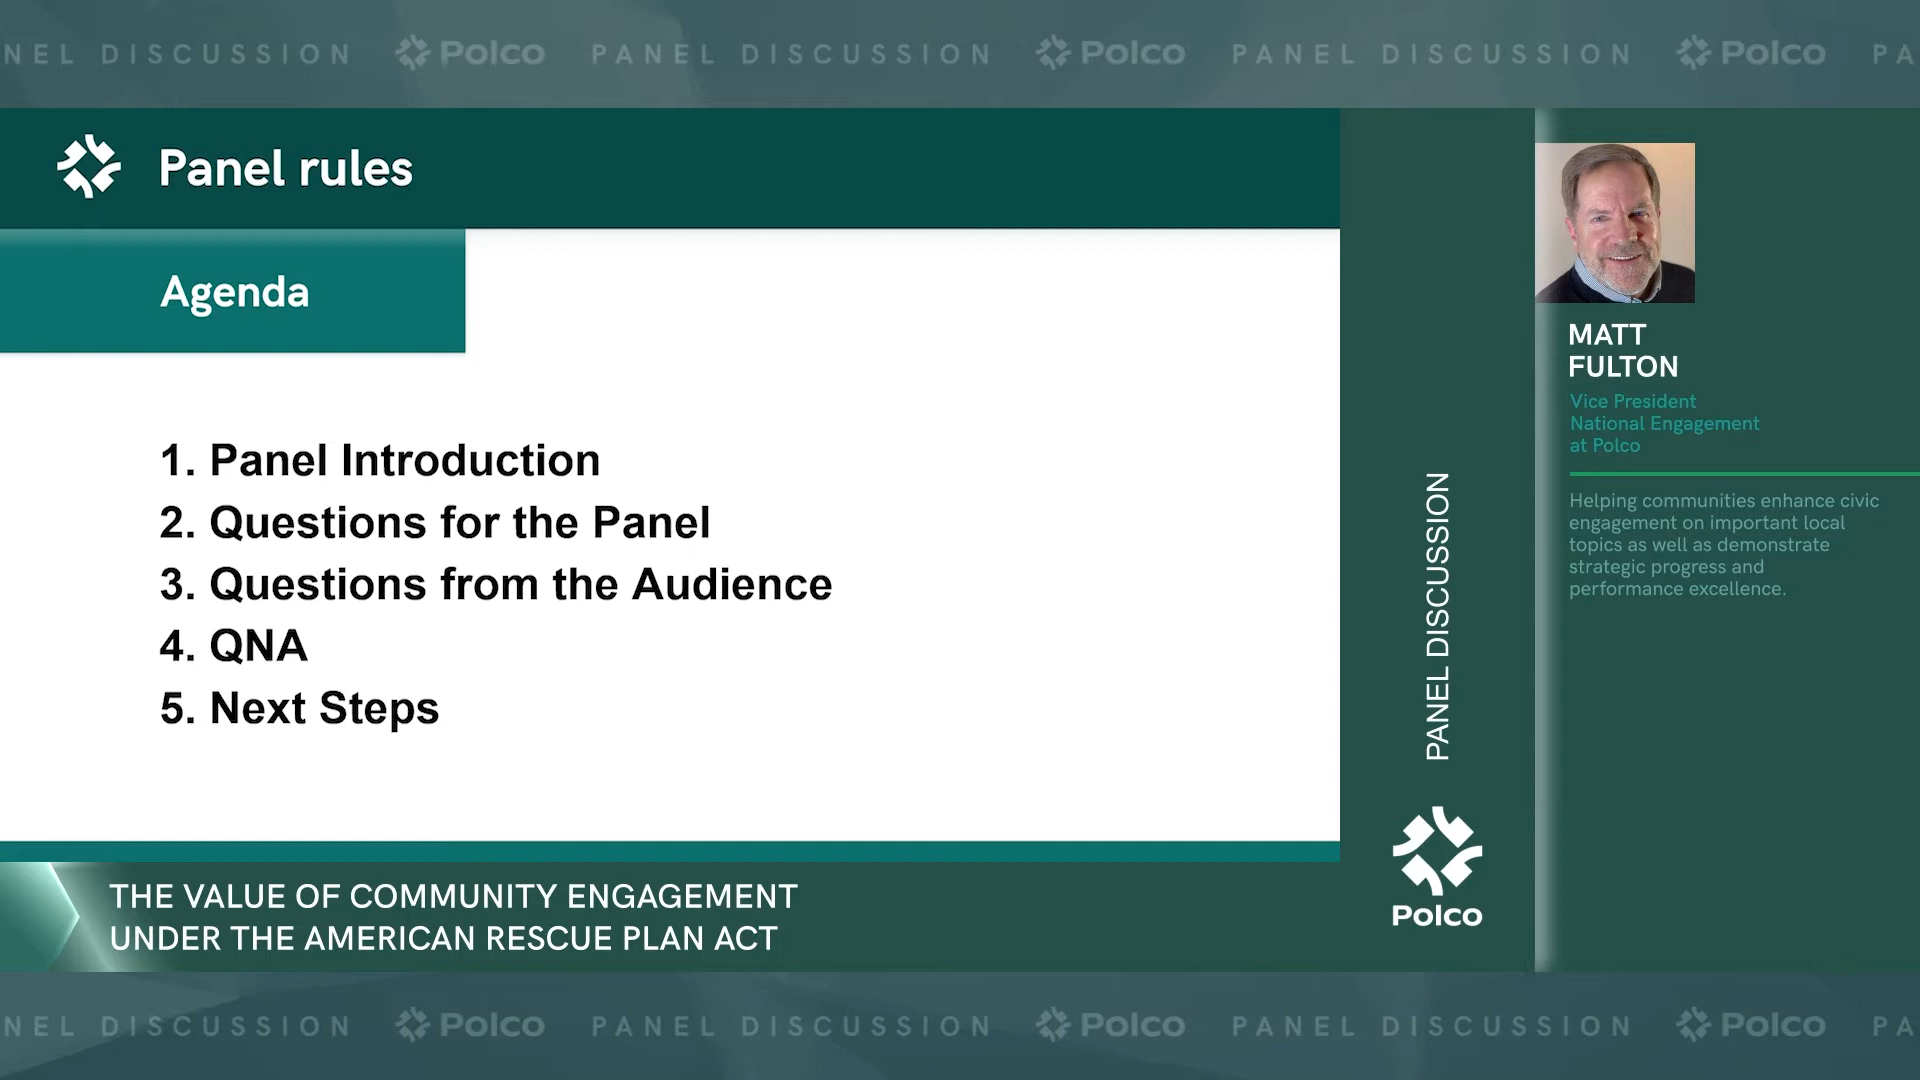 NEL DISCUSSION Polco PANEL DISCUSSION Polco PANEL DISCUSSION Polco PA
Panel rules
Agenda
1. Panel Introduction
2. Questions for the Panel
3. Questions from the Audience
4. QNA
5. Next Steps
THE VALUE OF COMMUNITY ENGAGEMENT
UNDER THE AMERICAN RESCUE PLAN ACT
PANEL DISCUSSION
Polco
MATT
FULTON
Vice President
National Engagement
at Polco
Helping communities enhance civic
engagement on important local
topics as well as demonstrate
strategic progress and
performance excellence.
NEL DISCUSSION Polco PANEL DISCUSSION Polco PANEL DISCUSSION Polco PA